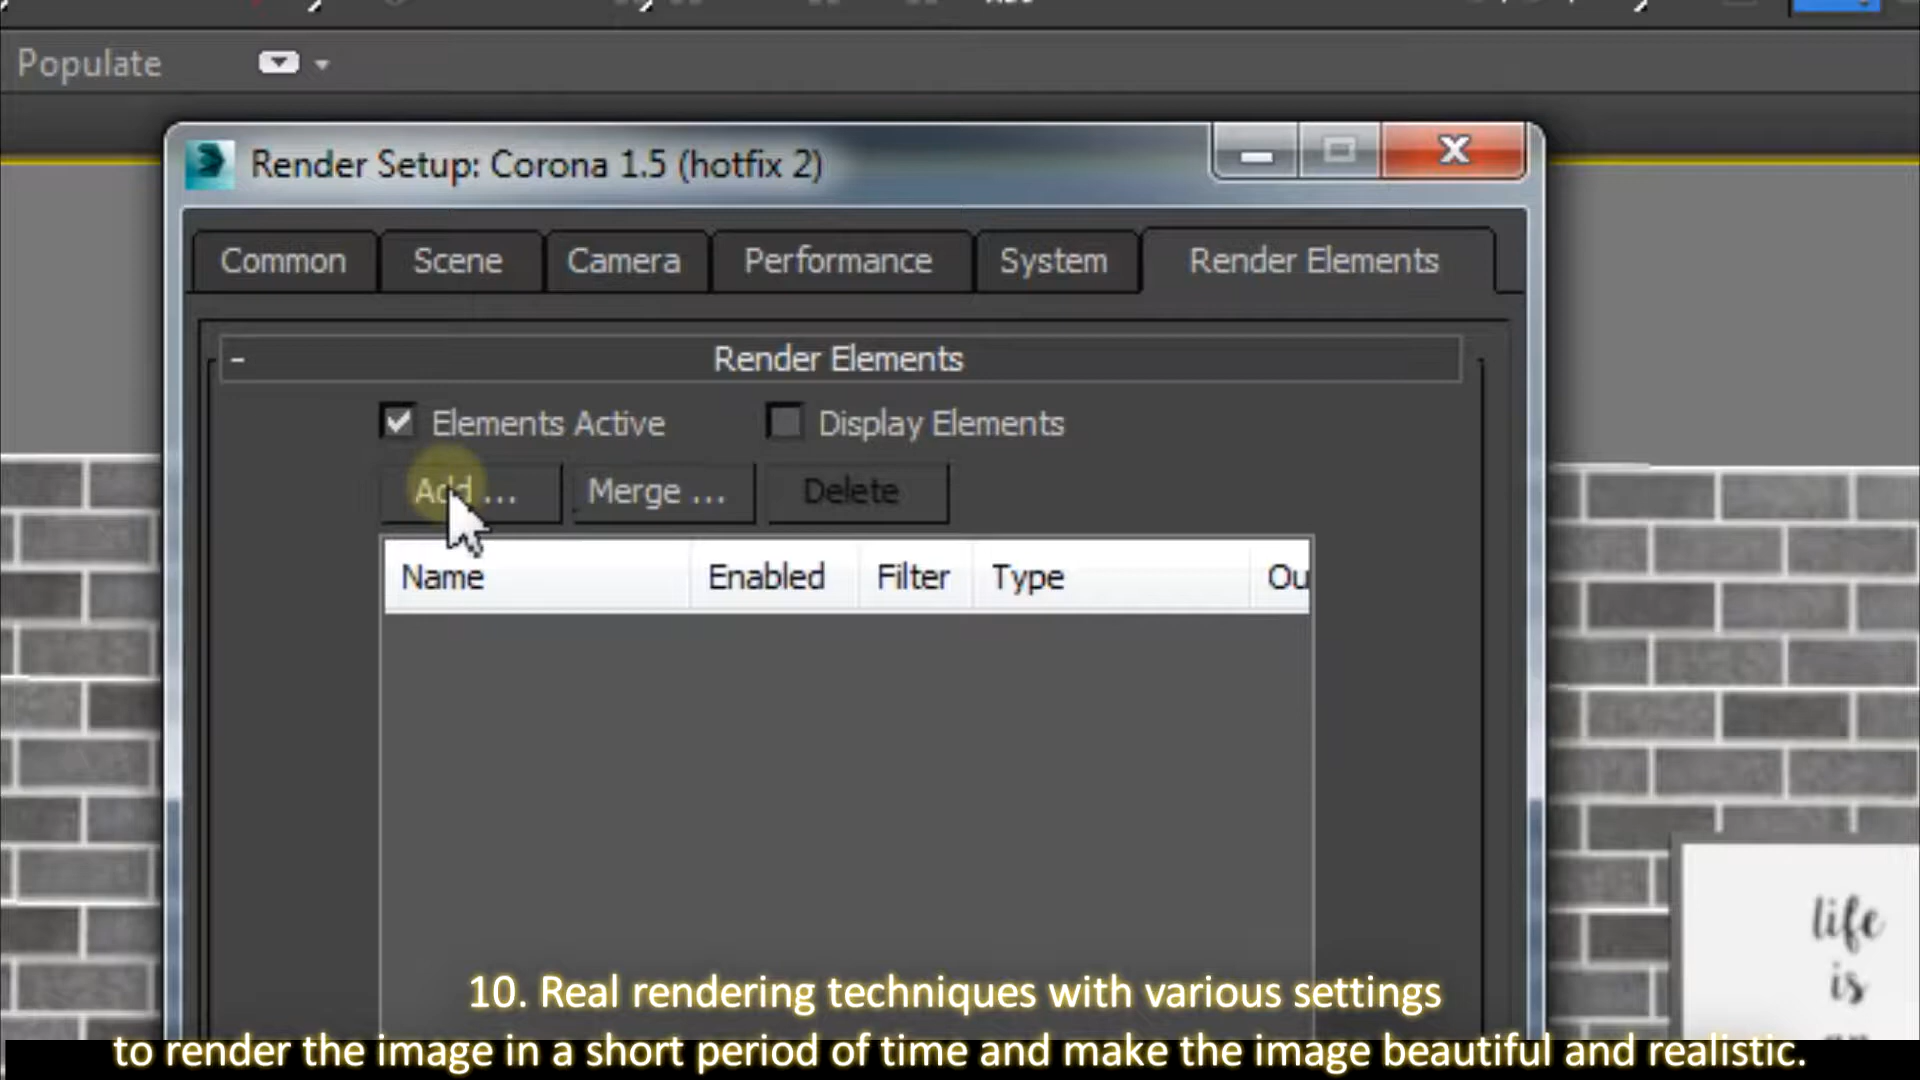 Populate
Render Setup: Corona 1.5 (hotfix 2)
Common Scene Camera Performance System Render Elements
- Render Elements
Elements Active Display Elements
Add ... Merge ... Delete
Name Enabled Filter Type Ou
life
is
10. Real rendering techniques with various settings
to render the image in a short period of time and make the image beautiful and realistic.